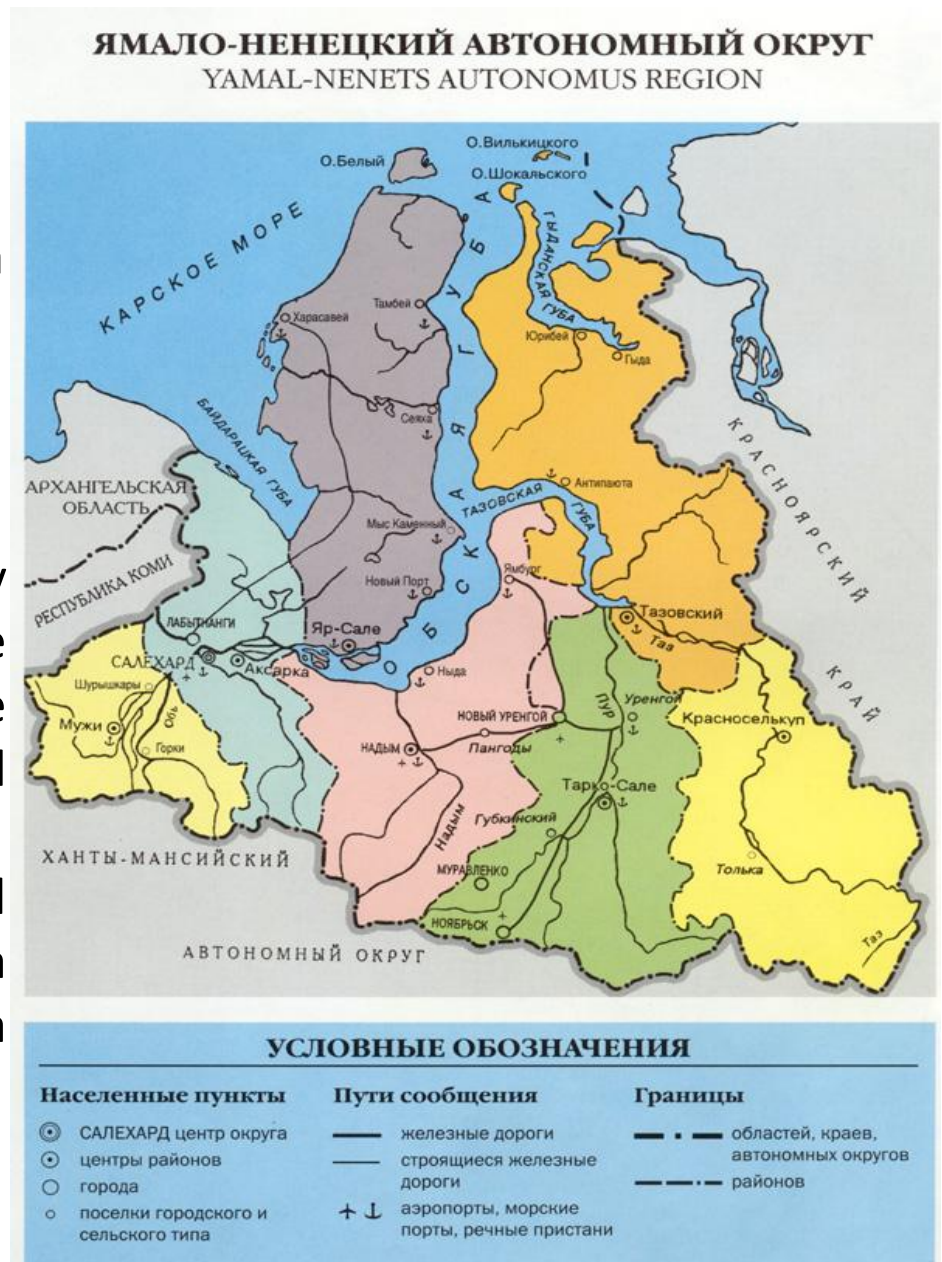 ЯМАЛО-НЕНЕЦКИЙ АВТОНОМНЫЙ ОКРУГ
YAMAL-NENETS AUTONOMUS REGION
О.Вилькицкого
О.Белый
О.Шокальского
КАРСКОЕ МОРЕ
ГЫДАНСКАЯ ГУБА
Тамбей
Харасавей
Юрибей
Гыда
Сеяха
БАЙДАРАЦКАЯ ГУБА
ОБСКАЯ ГУБА
КРАСНОЯРСКИЙ
КРАЙ
АРХАНГЕЛЬСКАЯ
ОБЛАСТЬ
Антипаюта
ТАЗОВСКАЯ
ГУБА
Мыс Каменный
РЕСПУБЛИКА КОМИ
Ямбург
Новый Порт
Тазовский
Таз
ЛАБЫТНАНГИ
Яр-Сале
САЛЕХАРД
Аксарка
Ныда
Шурышкары
Обь
Пур
Уренгой
Мужи
НОВЫЙ УРЕНГОЙ
Красноселькуп
Горки
НАДЫМ
Пангоды
Тарко-Сале
Надым
Губкинский
ХАНТЫ-МАНСИЙСКИЙ
МУРАВЛЕНКО
Толька
НОЯБРЬСК
АВТОНОМНЫЙ ОКРУГ
Таз
УСЛОВНЫЕ ОБОЗНАЧЕНИЯ
Населенные пункты
САЛЕХАРД центр округа
центры районов
города
поселки городского и
сельского типа
Пути сообщения
железные дороги
строящиеся железные
дороги
аэропорты, морские
порты, речные пристани
Границы
областей, краев,
автономных округов
районов